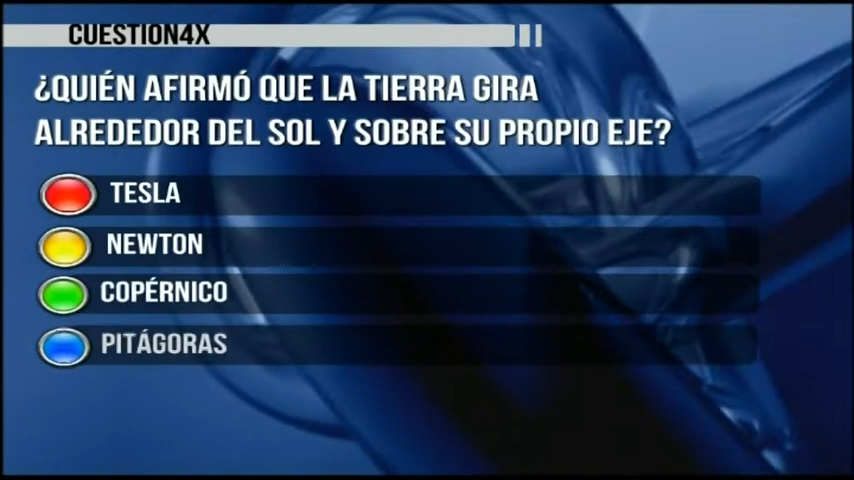 CUESTION4X
¿QUIÉN AFIRMÓ QUE LA TIERRA GIRA
ALREDEDOR DEL SOL Y SOBRE SU PROPIO EJE?
TESLA
NEWTON
COPÉRNICO
PITÁGORAS